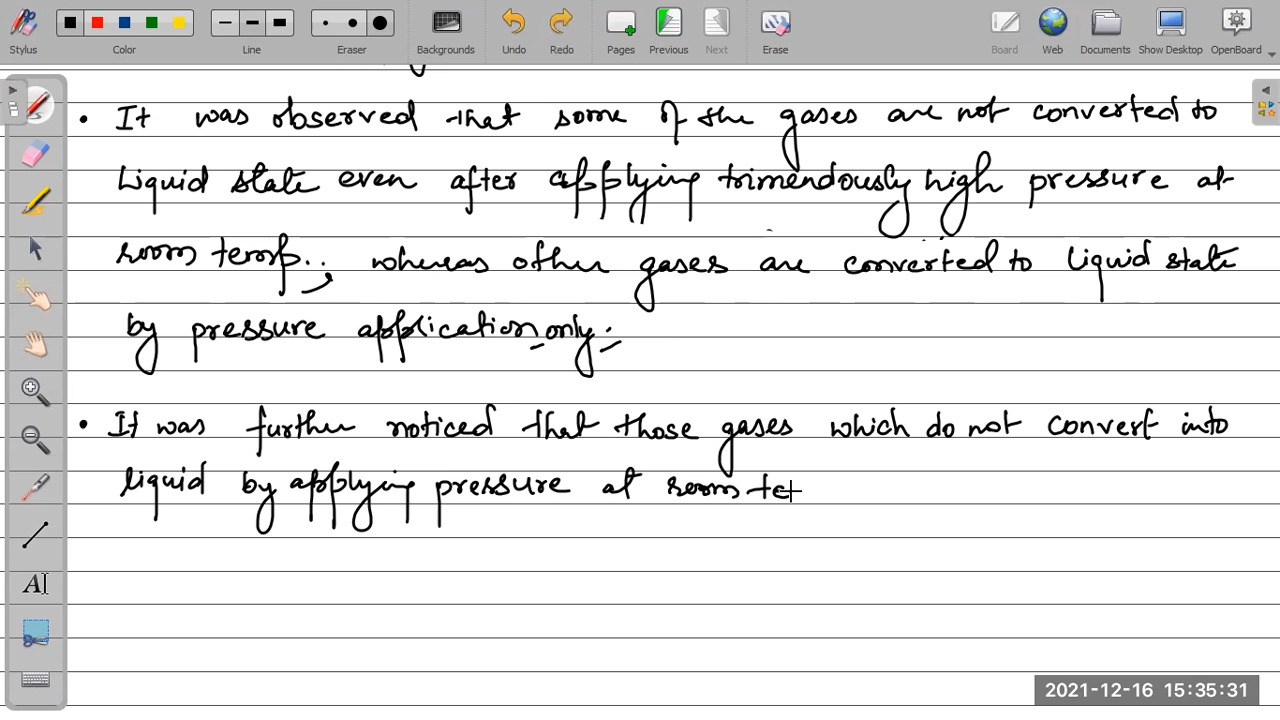 Stylus Color Line Eraser Backgrounds Undo Redo Pages Previous Next Erase Board Web Documents Show Desktop OpenBoard
• It was observed that some of the gases are not converted to
liquid state even after applying trimendously high pressure at
room temp., whereas other gases are converted to liquid state
by pressure application only.
• It was further noticed that those gases which do not convert into
liquid by applying pressure at room te
2021-12-16 15:35:31